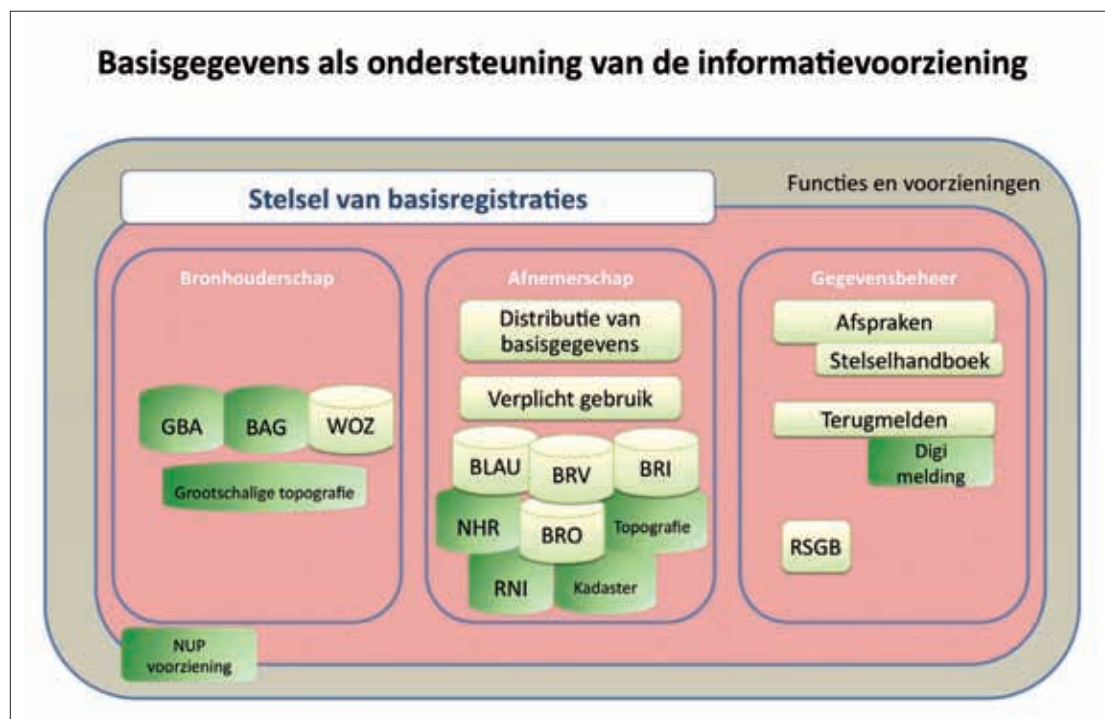 Basisgegevens als ondersteuning van de informatievoorziening
Functies en voorzieningen
Stelsel van basisregistraties
Bronhouderschap
GBA
BAG
WOZ
Grootschalige topografie
Afnemerschap
Distributie van
basisgegevens
Verplicht gebruik
BLAU
BRV
BRI
NHR
BRO
Topografie
RNI
Kadaster
Gegevensbeheer
Afspraken
Stelselhandboek
Terugmelden
Digi
melding
RSGB
NUP
voorziening